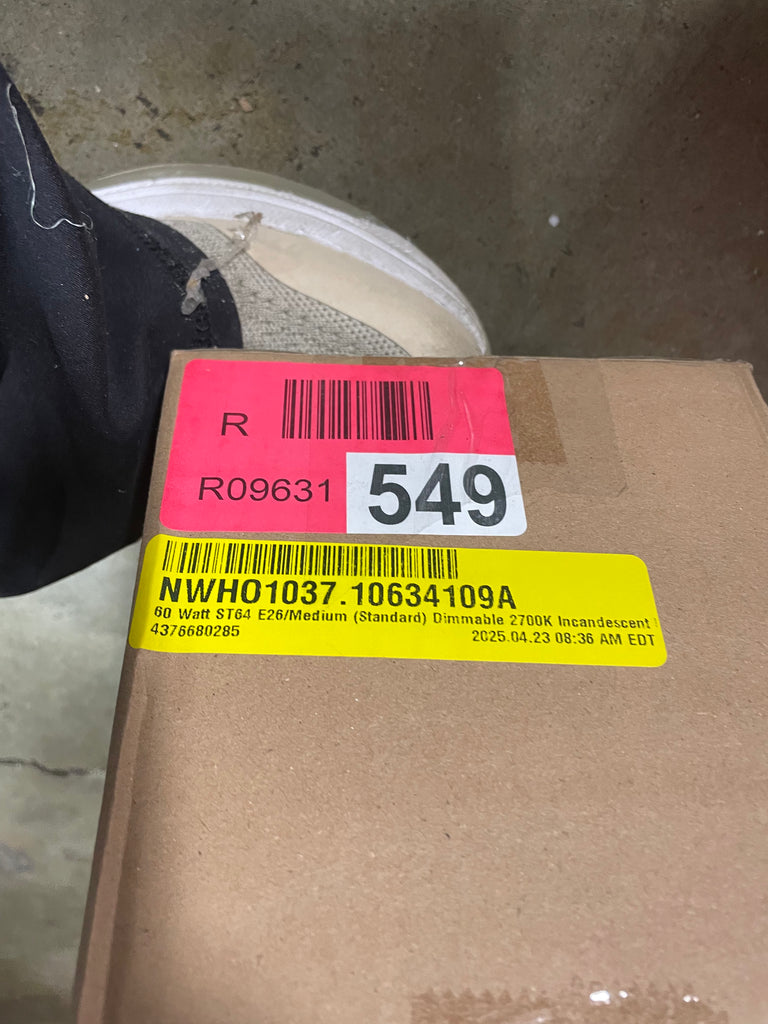 R
R09631
549
NWHO1037.10634109A
60 Watt ST64 E26/Medium (Standard) Dimmable 2700K Incandescent
4376680285
2025.04.23 08:36 AM EDT